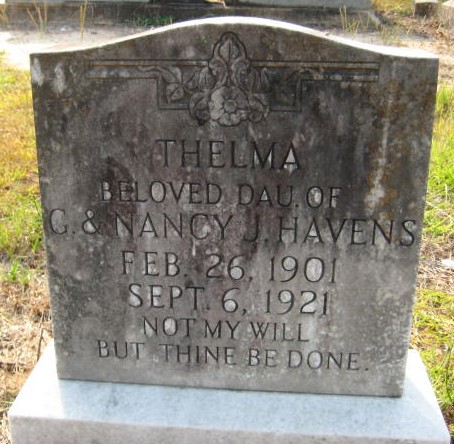 THELMA
BELOVED DAU. OF
G. & NANCY J. HAVENS
FEB. 26, 1901
SEPT. 6, 1921
NOT MY WILL
BUT THINE BE DONE.